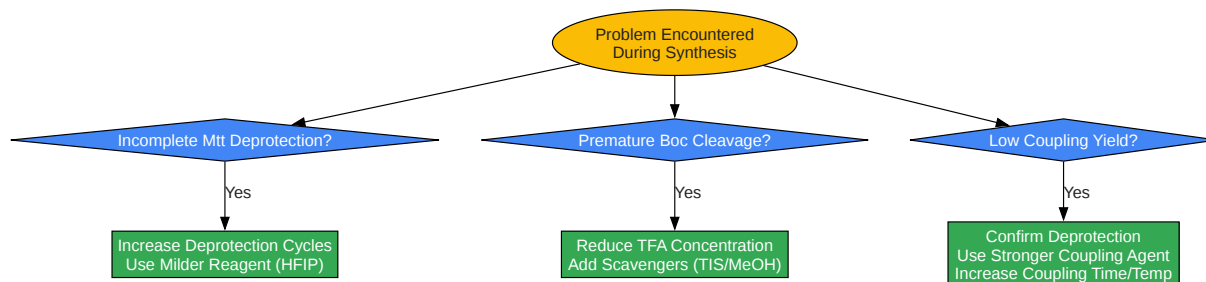 Problem Encountered
During Synthesis
Incomplete Mtt Deprotection?
Premature Boc Cleavage?
Low Coupling Yield?
Yes
Yes
Yes
Increase Deprotection Cycles
Use Milder Reagent (HFIP)
Reduce TFA Concentration
Add Scavengers (TIS/MeOH)
Confirm Deprotection
Use Stronger Coupling Agent
Increase Coupling Time/Temp